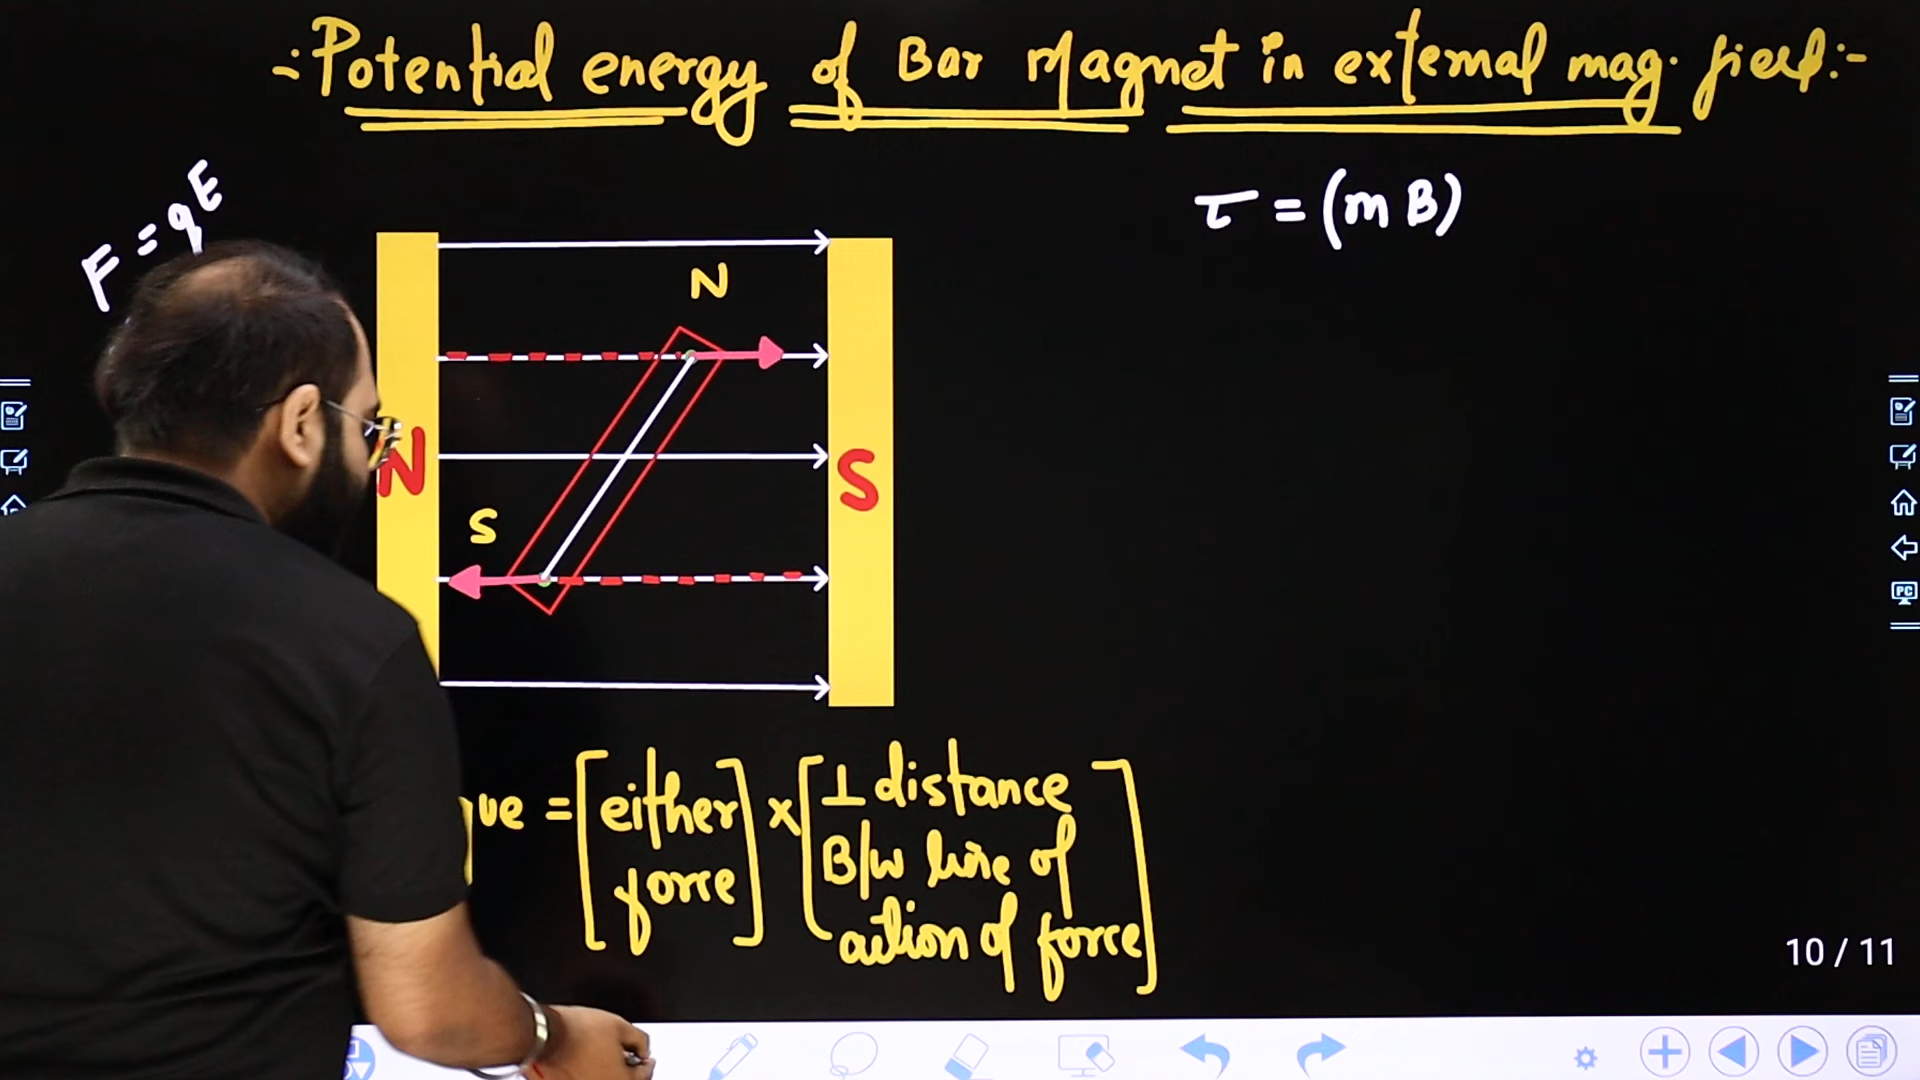 :Potential energy of Bar Magnet in external mag. field:-
F = qE
τ = (m B)
N
N
S
S
ue = [either force] x [⊥ distance B/w line of action of force]
10 / 11
PC